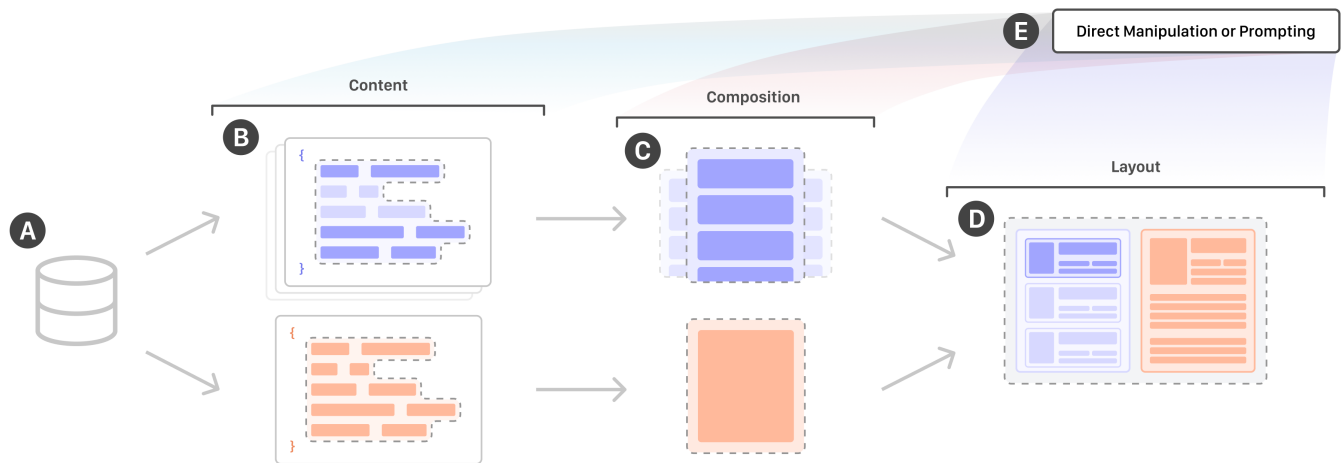 E
Direct Manipulation or Prompting
Content
Composition
B
C
{
Layout
A
D
}
{
}